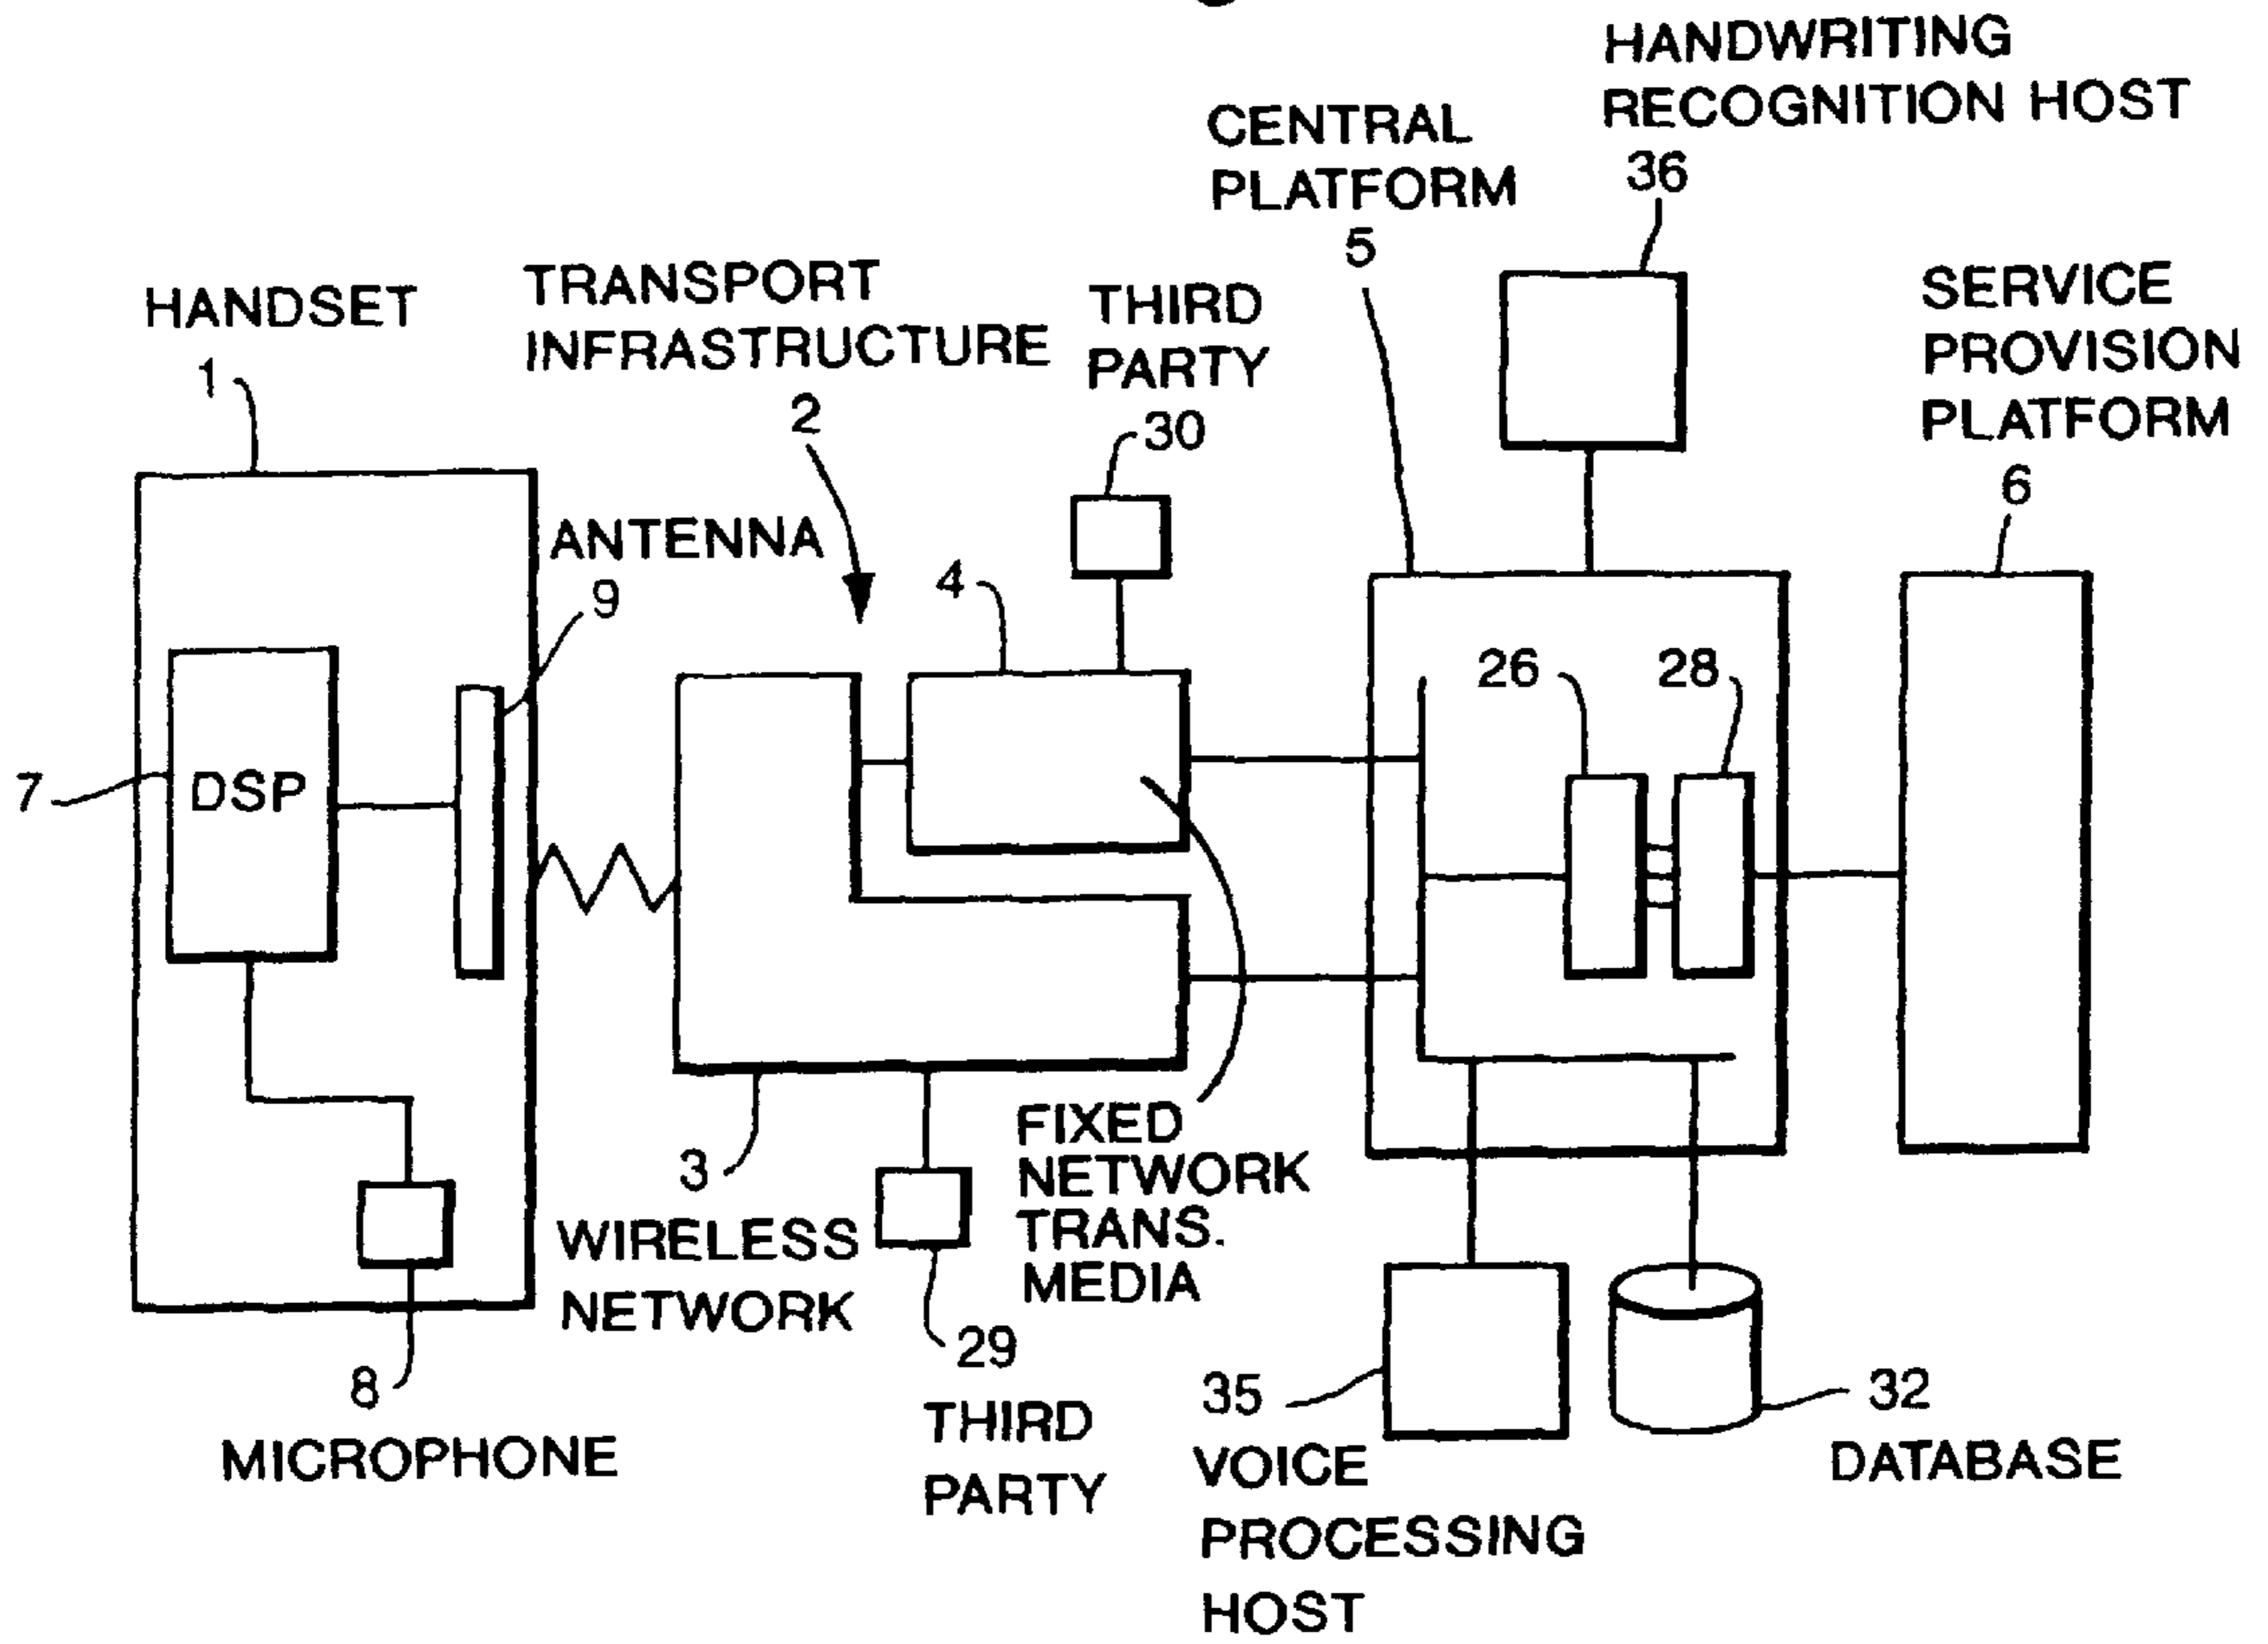 HANDWRITING
RECOGNITION HOST
36
CENTRAL
PLATFORM
5
SERVICE
PROVISION
PLATFORM
6
HANDSET
1
TRANSPORT
INFRASTRUCTURE
2
THIRD
PARTY
30
ANTENNA
9
4
26
28
7
DSP
3
WIRELESS
NETWORK
FIXED
NETWORK
TRANS.
MEDIA
29
THIRD
PARTY
8
MICROPHONE
35
VOICE
PROCESSING
HOST
32
DATABASE